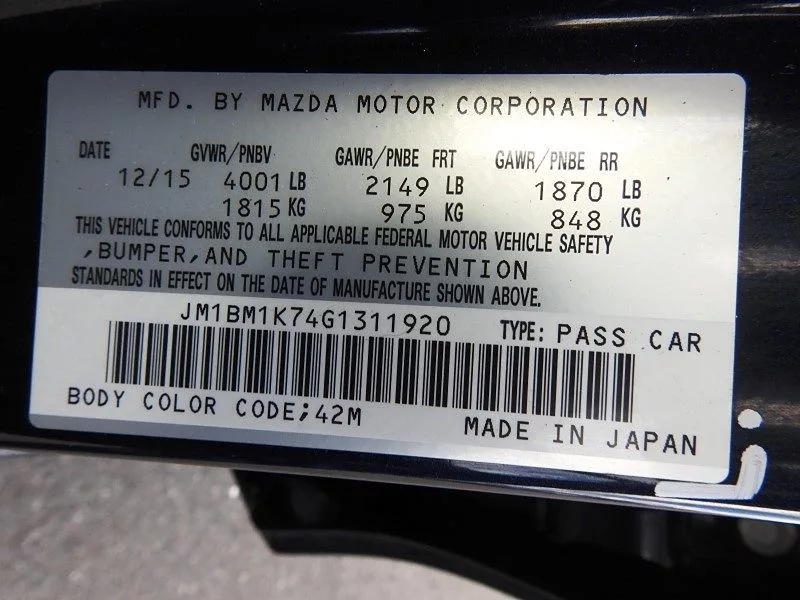 MFD. BY MAZDA MOTOR CORPORATION
DATE GVWR/PNBV GAWR/PNBE FRT GAWR/PNBE RR
12/15 4001 LB 2149 LB 1870 LB
1815 KG 975 KG 848 KG
THIS VEHICLE CONFORMS TO ALL APPLICABLE FEDERAL MOTOR VEHICLE SAFETY
,BUMPER,AND THEFT PREVENTION
STANDARDS IN EFFECT ON THE DATE OF MANUFACTURE SHOWN ABOVE.
JM1BM1K74G1311920 TYPE: PASS CAR
BODY COLOR CODE;42M MADE IN JAPAN